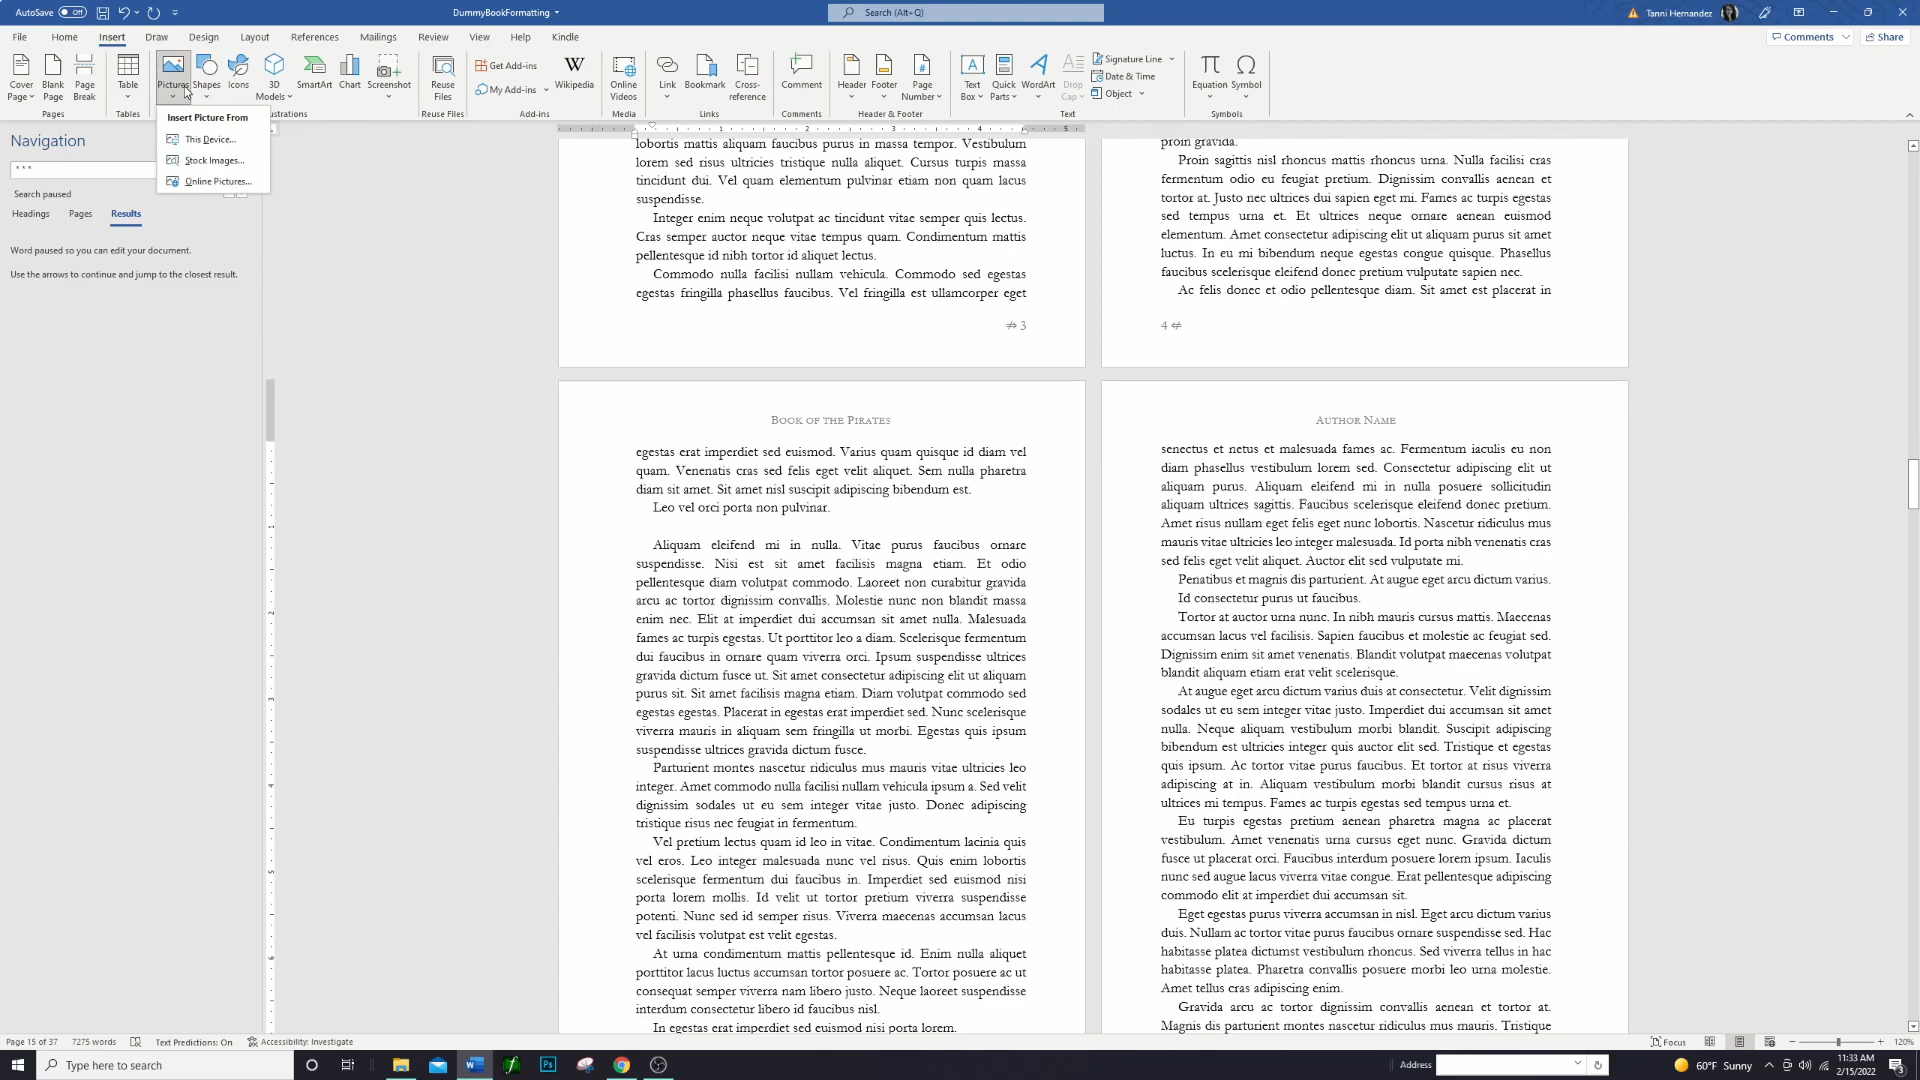 AutoSave Off
DummyBookFormatting
Search (Alt+Q)
Tanni Hernandez
File Home Insert Draw Design Layout References Mailings Review View Help Kindle
Comments Share
Cover Page
Blank Page
Page Break
Table
Pictures
Shapes
Icons
3D Models
SmartArt
Chart
Screenshot
Get Add-ins
My Add-ins
Wikipedia
Reuse Files
Online Videos
Link
Bookmark
Cross-reference
Comment
Header
Footer
Page Number
Text Box
Quick Parts
WordArt
Drop Cap
Signature Line
Date & Time
Object
Equation
Symbol
Pages Tables lustrations Reuse Files Add-ins Media Links Comments Header & Footer Text Symbols
Insert Picture From
This Device...
Stock Images...
Online Pictures...
Navigation
* * *
Search paused
Headings Pages Results
Word paused so you can edit your document.
Use the arrows to continue and jump to the closest result.
1 2 3 4 5
lobortis mattis aliquam faucibus purus in massa tempor. Vestibulum
lorem sed risus ultricies tristique nulla aliquet. Cursus turpis massa
tincidunt dui. Vel quam elementum pulvinar etiam non quam lacus
suspendisse.
Integer enim neque volutpat ac tincidunt vitae semper quis lectus.
Cras semper auctor neque vitae tempus quam. Condimentum mattis
pellentesque id nibh tortor id aliquet lectus.
Commodo nulla facilisi nullam vehicula. Commodo sed egestas
egestas fringilla phasellus faucibus. Vel fringilla est ullamcorper eget
3
proin gravida.
Proin sagittis nisl rhoncus mattis rhoncus urna. Nulla facilisi cras
fermentum odio eu feugiat pretium. Dignissim convallis aenean et
tortor at. Justo nec ultrices dui sapien eget mi. Fames ac turpis egestas
sed tempus urna et. Et ultrices neque ornare aenean euismod
elementum. Amet consectetur adipiscing elit ut aliquam purus sit amet
luctus. In eu mi bibendum neque egestas congue quisque. Phasellus
faucibus scelerisque eleifend donec pretium vulputate sapien nec.
Ac felis donec et odio pellentesque diam. Sit amet est placerat in
4
BOOK OF THE PIRATES
egestas erat imperdiet sed euismod. Varius quam quisque id diam vel
quam. Venenatis cras sed felis eget velit aliquet. Sem nulla pharetra
diam sit amet. Sit amet nisl suscipit adipiscing bibendum est.
Leo vel orci porta non pulvinar.
Aliquam eleifend mi in nulla. Vitae purus faucibus ornare
suspendisse. Nisi est sit amet facilisis magna etiam. Et odio
pellentesque diam volutpat commodo. Laoreet non curabitur gravida
arcu ac tortor dignissim convallis. Molestie nunc non blandit massa
enim nec. Elit at imperdiet dui accumsan sit amet nulla. Malesuada
fames ac turpis egestas. Ut porttitor leo a diam. Scelerisque fermentum
dui faucibus in ornare quam viverra orci. Ipsum suspendisse ultrices
gravida dictum fusce ut. Sit amet consectetur adipiscing elit ut aliquam
purus sit. Sit amet facilisis magna etiam. Diam volutpat commodo sed
egestas egestas. Placerat in egestas erat imperdiet sed. Nunc scelerisque
viverra mauris in aliquam sem fringilla ut morbi. Egestas quis ipsum
suspendisse ultrices gravida dictum fusce.
Parturient montes nascetur ridiculus mus mauris vitae ultricies leo
integer. Amet commodo nulla facilisi nullam vehicula ipsum a. Sed velit
dignissim sodales ut eu sem integer vitae justo. Donec adipiscing
tristique risus nec feugiat in fermentum.
Vel pretium lectus quam id leo in vitae. Condimentum lacinia quis
vel eros. Leo integer malesuada nunc vel risus. Quis enim lobortis
scelerisque fermentum dui faucibus in. Imperdiet sed euismod nisi
porta lorem mollis. Id velit ut tortor pretium viverra suspendisse
potenti. Nunc sed id semper risus. Viverra maecenas accumsan lacus
vel facilisis volutpat est velit egestas.
At urna condimentum mattis pellentesque id. Enim nulla aliquet
porttitor lacus luctus accumsan tortor posuere ac. Tortor posuere ac ut
consequat semper viverra nam libero justo. Neque laoreet suspendisse
interdum consectetur libero id faucibus nisl.
In egestas erat imperdiet sed euismod nisi porta lorem.
AUTHOR NAME
senectus et netus et malesuada fames ac. Fermentum iaculis eu non
diam phasellus vestibulum lorem sed. Consectetur adipiscing elit ut
aliquam purus. Aliquam eleifend mi in nulla posuere sollicitudin
aliquam ultrices sagittis. Faucibus scelerisque eleifend donec pretium.
Amet risus nullam eget felis eget nunc lobortis. Nascetur ridiculus mus
mauris vitae ultricies leo integer malesuada. Id porta nibh venenatis cras
sed felis eget velit aliquet. Auctor elit sed vulputate mi.
Penatibus et magnis dis parturient. At augue eget arcu dictum varius.
Id consectetur purus ut faucibus.
Tortor at auctor urna nunc. In nibh mauris cursus mattis. Maecenas
accumsan lacus vel facilisis. Sapien faucibus et molestie ac feugiat sed.
Dignissim enim sit amet venenatis. Blandit volutpat maecenas volutpat
blandit aliquam etiam erat velit scelerisque.
At augue eget arcu dictum varius duis at consectetur. Velit dignissim
sodales ut eu sem integer vitae justo. Imperdiet dui accumsan sit amet
nulla. Neque aliquam vestibulum morbi blandit. Suscipit adipiscing
bibendum est ultricies integer quis auctor elit sed. Tristique et egestas
quis ipsum. Ac tortor vitae purus faucibus. Et tortor at risus viverra
adipiscing at in. Aliquam vestibulum morbi blandit cursus risus at
ultrices mi tempus. Fames ac turpis egestas sed tempus urna et.
Eu turpis egestas pretium aenean pharetra magna ac placerat
vestibulum. Amet venenatis urna cursus eget nunc. Gravida dictum
fusce ut placerat orci. Faucibus interdum posuere lorem ipsum. Iaculis
nunc sed augue lacus viverra vitae congue. Erat pellentesque adipiscing
commodo elit at imperdiet dui accumsan sit.
Eget egestas purus viverra accumsan in nisl. Eget arcu dictum varius
duis. Nullam ac tortor vitae purus faucibus ornare suspendisse sed. Hac
habitasse platea dictumst vestibulum rhoncus. Sed viverra tellus in hac
habitasse platea. Pharetra convallis posuere morbi leo urna molestie.
Amet tellus cras adipiscing enim.
Gravida arcu ac tortor dignissim convallis aenean et tortor at.
Magnis dis parturient montes nascetur ridiculus mus mauris. Tristique
Page 15 of 37 7275 words Text Predictions: On Accessibility: Investigate
Focus 120%
Type here to search
Address
60°F Sunny
11:33 AM
2/15/2022